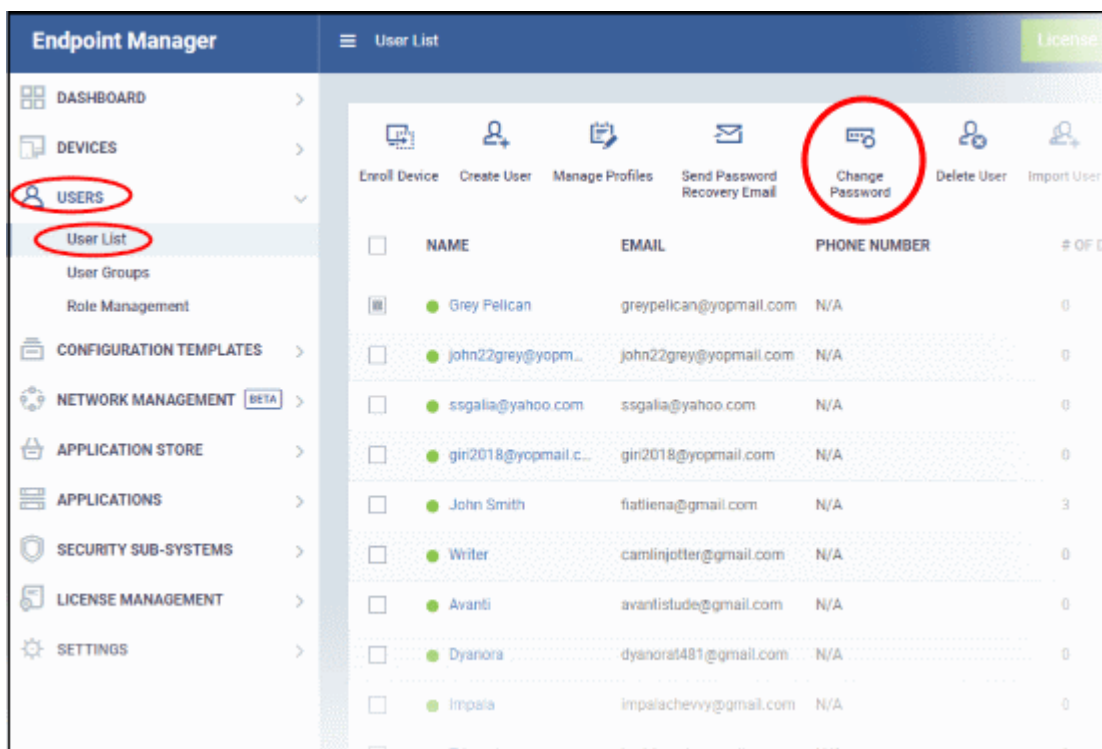 Endpoint Manager
User List
License
DASHBOARD
DEVICES
USERS
User List
User Groups
Role Management
CONFIGURATION TEMPLATES
NETWORK MANAGEMENT BETA
APPLICATION STORE
APPLICATIONS
SECURITY SUB-SYSTEMS
LICENSE MANAGEMENT
SETTINGS
Enroll Device
Create User
Manage Profiles
Send Password
Recovery Email
Change
Password
Delete User
Import User
NAME EMAIL PHONE NUMBER # OF D
Grey Pelican greypelican@yopmail.com N/A 0
john22grey@yopm... john22grey@yopmail.com N/A 0
ssgalia@yahoo.com ssgalia@yahoo.com N/A 0
giri2018@yopmail.c... giri2018@yopmail.com N/A 0
John Smith fiatliena@gmail.com N/A 3
Writer camlinjotter@gmail.com N/A 0
Avanti avantistude@gmail.com N/A 0
Dyanora dyanorat481@gmail.com N/A 0
Impala impalachevvy@gmail.com N/A 0